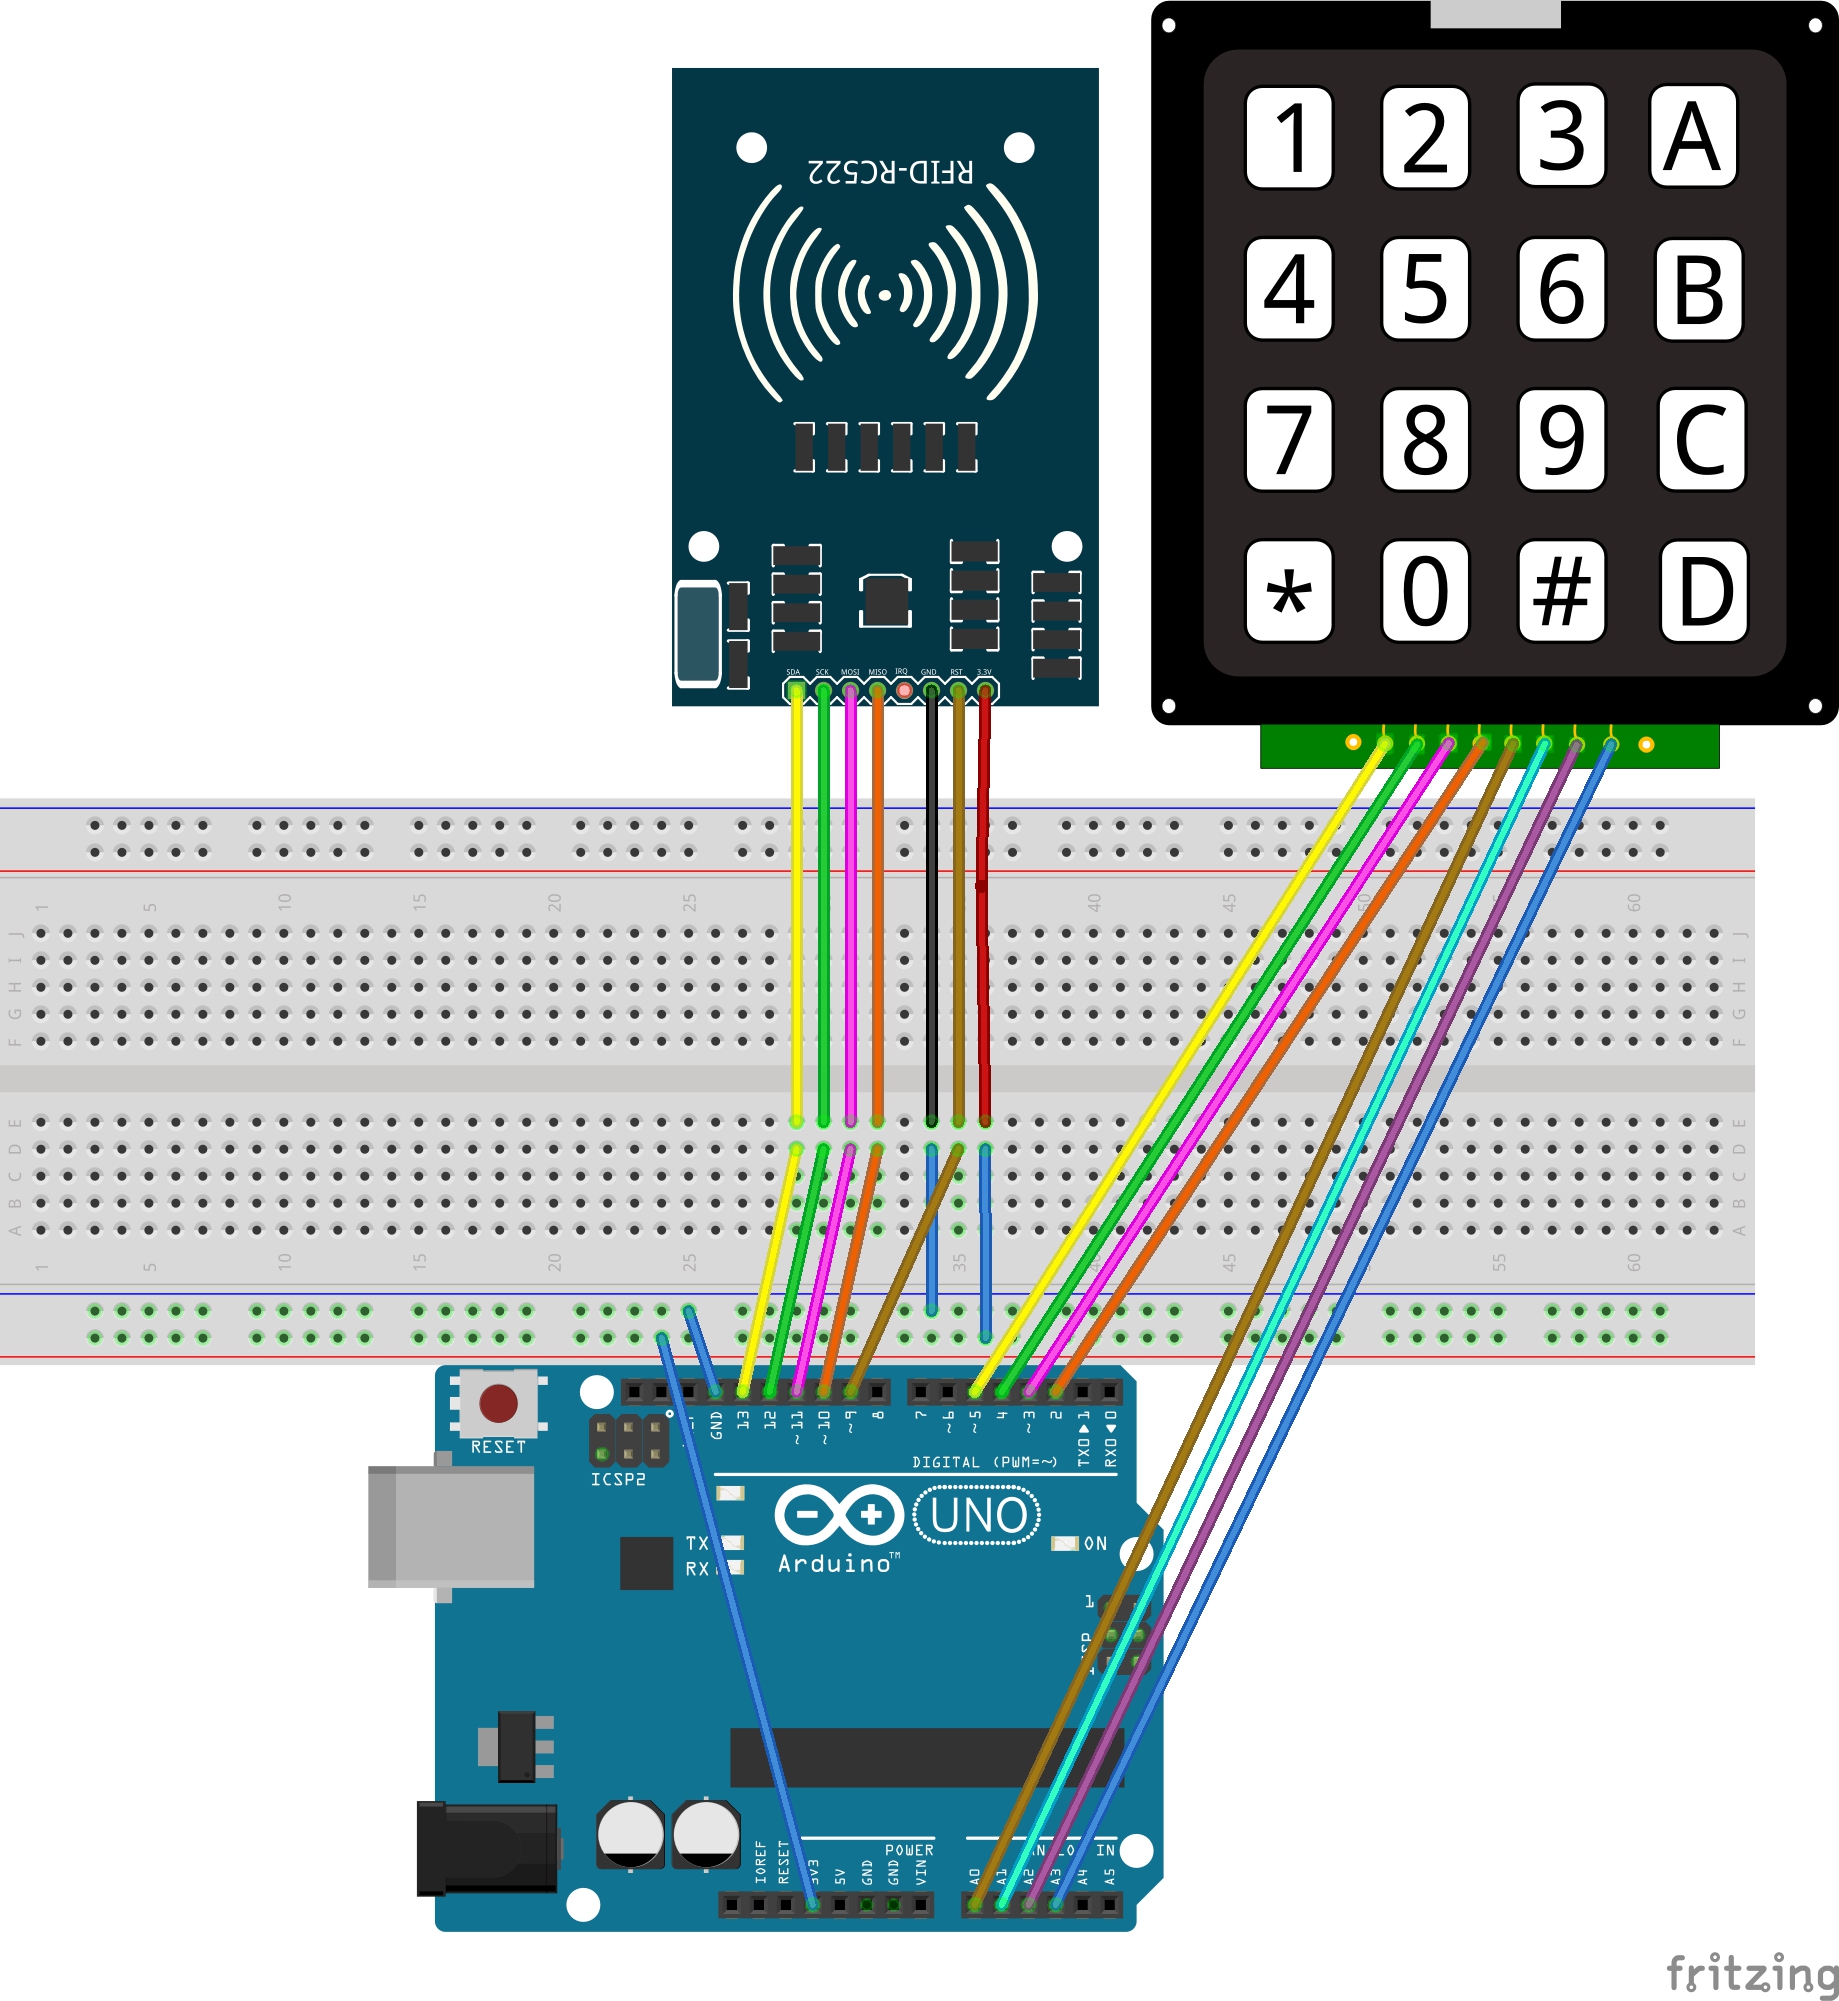 RFID-RC522
1 2 3 A
4 5 6 B
7 8 9 C
* 0 # D
SDA SCK MOSI MISO IRQ GND RST 3.3V
1 5 10 15 20 25 40 45 50 60
J J
I I
H H
G G
F F
E E
D D
C C
B B
A A
1 5 10 15 20 25 35 45 55 60
RESET
ICSP2
GND 13 12 ~11 ~10 ~9 8 7 ~6 ~5 4 ~3 2 TX0▶1 RX0◀0
DIGITAL (PWM=~)
UNO
Arduino™
TX
RX
ON
1
POWER
IN
IOREF RESET 3V3 5V GND GND VIN A0 A1 A2 A3 A4 A5
fritzing